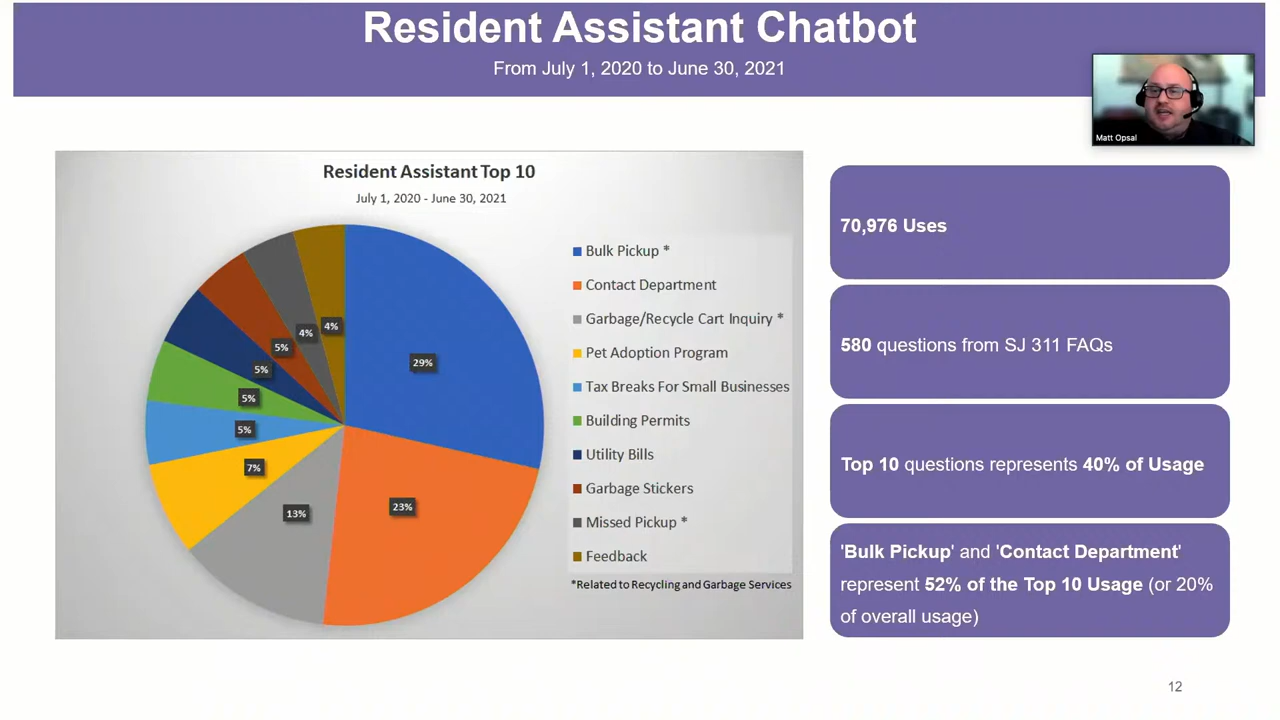 Resident Assistant Chatbot
From July 1, 2020 to June 30, 2021
Matt Opsal
Resident Assistant Top 10
July 1, 2020 - June 30, 2021
29%
23%
13%
7%
5%
5%
5%
5%
4%
4%
Bulk Pickup *
Contact Department
Garbage/Recycle Cart Inquiry *
Pet Adoption Program
Tax Breaks For Small Businesses
Building Permits
Utility Bills
Garbage Stickers
Missed Pickup *
Feedback
*Related to Recycling and Garbage Services
70,976 Uses
580 questions from SJ 311 FAQs
Top 10 questions represents 40% of Usage
'Bulk Pickup' and 'Contact Department'
represent 52% of the Top 10 Usage (or 20%
of overall usage)
12